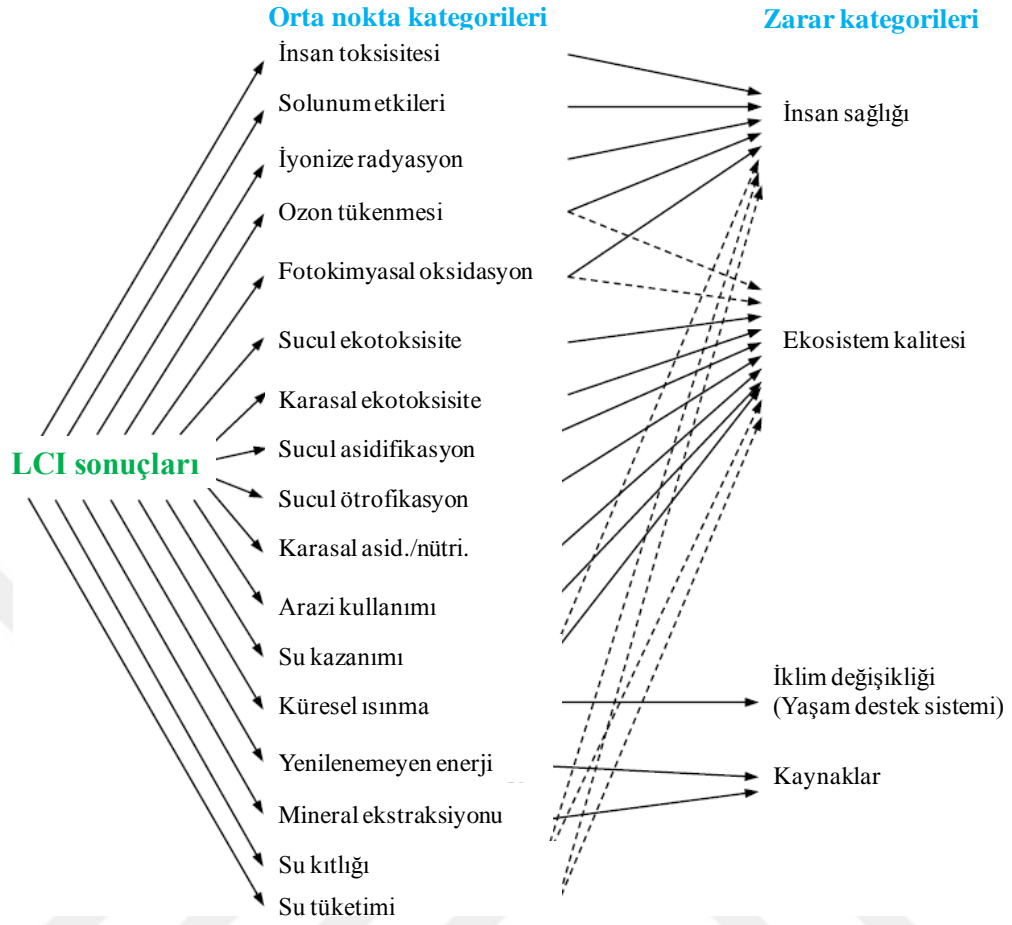 Orta nokta kategorileri
Zarar kategorileri
İnsan toksisitesi
Solunum etkileri
İnsan sağlığı
İyonize radyasyon
Ozon tükenmesi
Fotokimyasal oksidasyon
Sucul ekotoksisite
Ekosistem kalitesi
Karasal ekotoksisite
Sucul asidifikasyon
LCI sonuçları
Sucul ötrofikasyon
Karasal asid./nütri.
Arazi kullanımı
Su kazanımı
İklim değişikliği
(Yaşam destek sistemi)
Küresel ısınma
Yenilenemeyen enerji
Kaynaklar
Mineral ekstraksiyonu
Su kıtlığı
Su tüketimi